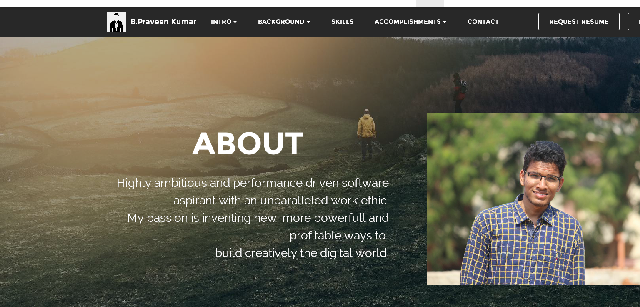 B.Praveen Kumar INTRO BACKGROUND SKILLS ACCOMPLISHMENTS CONTACT REQUEST RESUME
ABOUT
Highly ambitious and performance driven software
aspirant with an unparalleled work ethic.
My passion is inventing new, more powerfull and
profitable ways to
build creatively the digital world